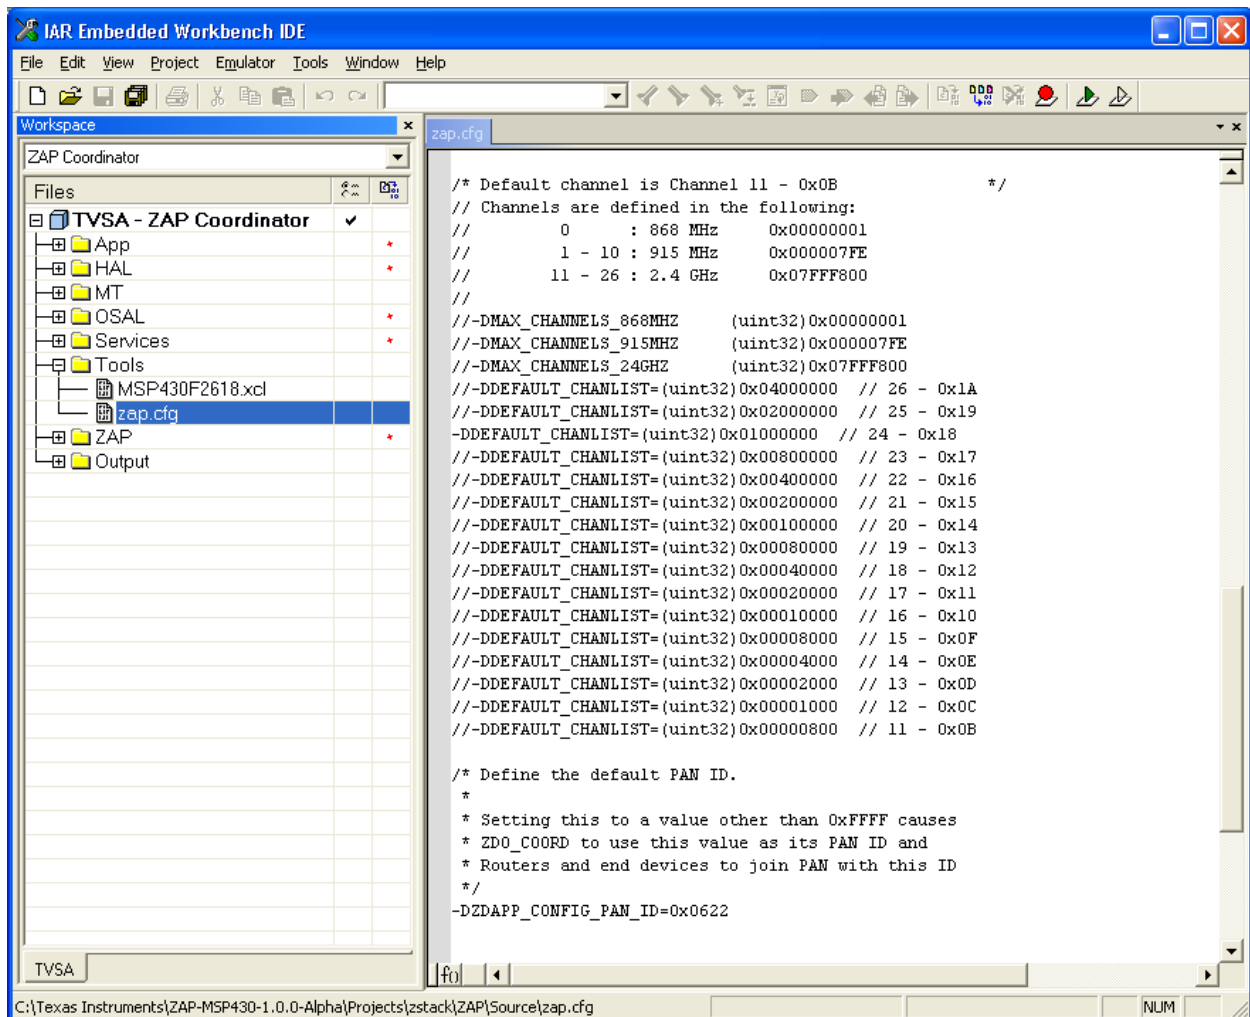 IAR Embedded Workbench IDE
File Edit View Project Emulator Tools Window Help
Workspace
ZAP Coordinator
Files
TVSA - ZAP Coordinator
App
HAL
MT
OSAL
Services
Tools
MSP430F2618.xcl
zap.cfg
ZAP
Output
TVSA
zap.cfg
/* Default channel is Channel 11 - 0x0B */
// Channels are defined in the following:
// 0 : 868 MHz 0x00000001
// 1 - 10 : 915 MHz 0x000007FE
// 11 - 26 : 2.4 GHz 0x07FFF800
//
//-DMAX_CHANNELS_868MHZ (uint32)0x00000001
//-DMAX_CHANNELS_915MHZ (uint32)0x000007FE
//-DMAX_CHANNELS_24GHZ (uint32)0x07FFF800
//-DDEFAULT_CHANLIST=(uint32)0x04000000 // 26 - 0x1A
//-DDEFAULT_CHANLIST=(uint32)0x02000000 // 25 - 0x19
-DDEFAULT_CHANLIST=(uint32)0x01000000 // 24 - 0x18
//-DDEFAULT_CHANLIST=(uint32)0x00800000 // 23 - 0x17
//-DDEFAULT_CHANLIST=(uint32)0x00400000 // 22 - 0x16
//-DDEFAULT_CHANLIST=(uint32)0x00200000 // 21 - 0x15
//-DDEFAULT_CHANLIST=(uint32)0x00100000 // 20 - 0x14
//-DDEFAULT_CHANLIST=(uint32)0x00080000 // 19 - 0x13
//-DDEFAULT_CHANLIST=(uint32)0x00040000 // 18 - 0x12
//-DDEFAULT_CHANLIST=(uint32)0x00020000 // 17 - 0x11
//-DDEFAULT_CHANLIST=(uint32)0x00010000 // 16 - 0x10
//-DDEFAULT_CHANLIST=(uint32)0x00008000 // 15 - 0x0F
//-DDEFAULT_CHANLIST=(uint32)0x00004000 // 14 - 0x0E
//-DDEFAULT_CHANLIST=(uint32)0x00002000 // 13 - 0x0D
//-DDEFAULT_CHANLIST=(uint32)0x00001000 // 12 - 0x0C
//-DDEFAULT_CHANLIST=(uint32)0x00000800 // 11 - 0x0B
/* Define the default PAN ID.
*
* Setting this to a value other than 0xFFFF causes
* ZDO_COORD to use this value as its PAN ID and
* Routers and end devices to join PAN with this ID
*/
-DZDAPP_CONFIG_PAN_ID=0x0622
f()
C:\Texas Instruments\ZAP-MSP430-1.0.0-Alpha\Projects\zstack\ZAP\Source\zap.cfg
NUM